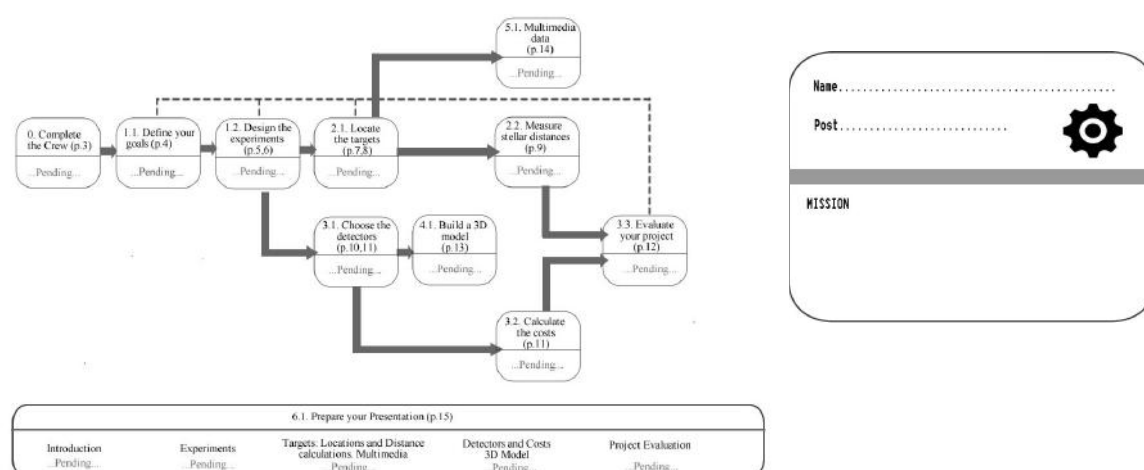 5.1. Multimedia
data
(p.14)
...Pending...
0. Complete
the Crew (p.3)
...Pending...
1.1. Define your
goals (p.4)
...Pending...
1.2. Design the
experiments
(p.5,6)
...Pending...
2.1. Locate
the targets
(p.7,8)
...Pending...
2.2. Measure
stellar distances
(p.9)
...Pending...
3.1. Choose the
detectors
(p.10,11)
...Pending...
4.1. Build a 3D
model
(p.13)
...Pending...
3.3. Evaluate
your project
(p.12)
...Pending...
3.2. Calculate
the costs
(p.11)
...Pending...
6.1. Prepare your Presentation (p.15)
Introduction
...Pending...
Experiments
...Pending...
Targets: Locations and Distance
calculations. Multimedia
...Pending...
Detectors and Costs
3D Model
...Pending...
Project Evaluation
...Pending...
Name............................................
Post...........................
MISSION